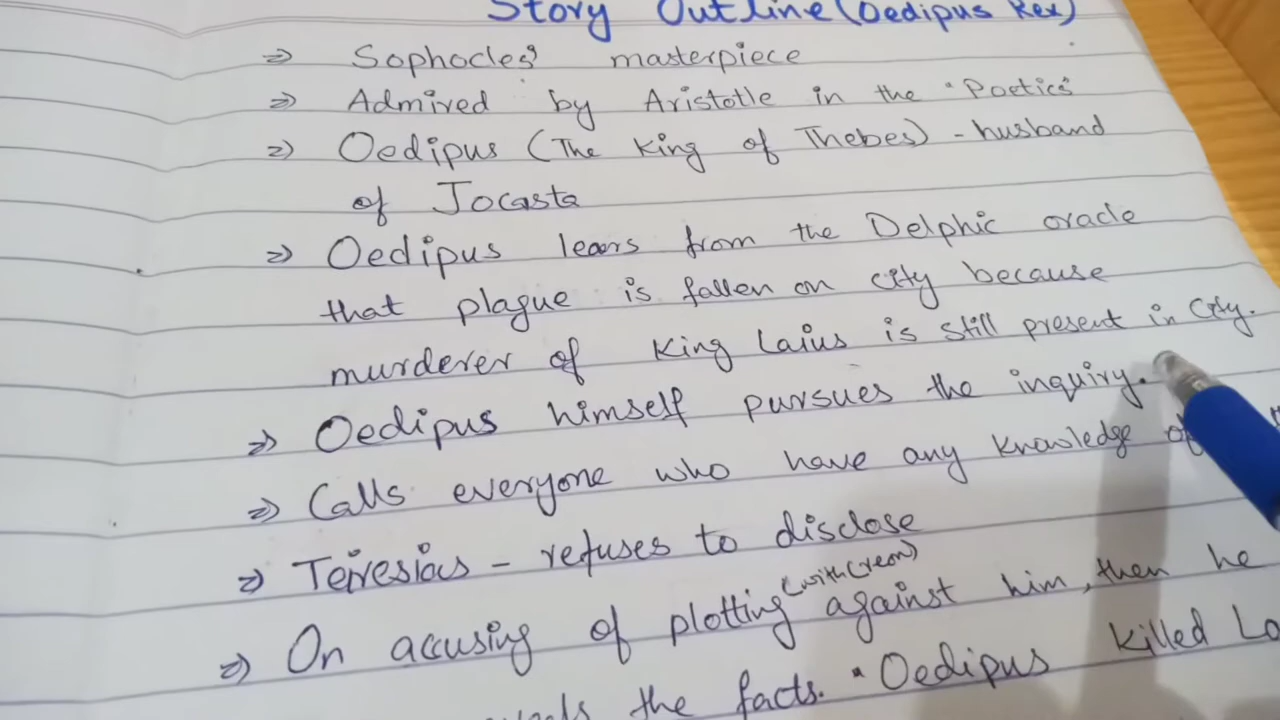 Story Outline (Oedipus Rex)
⇒ Sophocles' masterpiece
⇒ Admired by Aristotle in the "Poetics"
⇒ Oedipus (The King of Thebes) - husband
of Jocasta
⇒ Oedipus lears from the Delphic oracle
that plague is fallen on city because
murderer of King Laius is still present in City.
⇒ Oedipus himself pursues the inquiry.
⇒ Calls everyone who have any knowledge of
⇒ Teiresias - refuses to disclose
(with Creon)
⇒ On accusing of plotting against him, then he
the facts. "Oedipus killed La